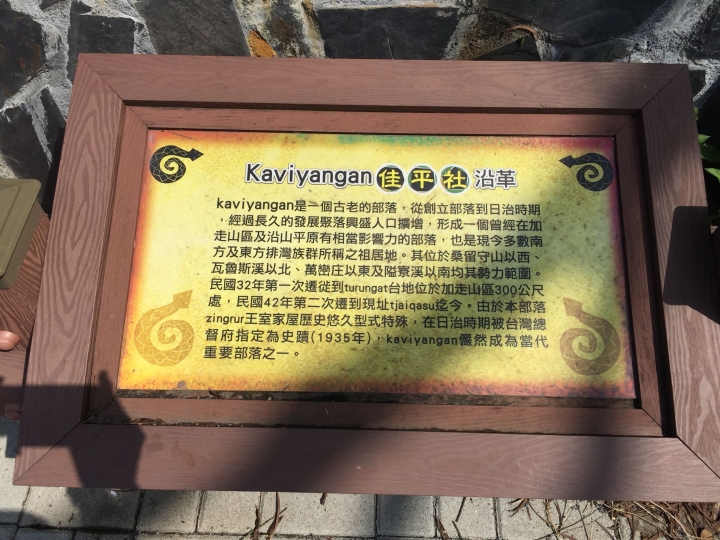 Kaviyangan佳平社沿革
kaviyangan是一個古老的部落，從創立部落到日治時期
，經過長久的發展聚落興盛人口擴增，形成一個曾經在加
走山區及沿山平原有相當影響力的部落，也是現今多數南
方及東方排灣族群所稱之祖居地。其位於桑留守山以西、
瓦魯斯溪以北、萬巒庄以東及隘寮溪以南均其勢力範圍。
民國32年第一次遷徙到turungat台地位於加走山區300公尺
處，民國42年第二次遷到現址tjaiqasu迄今。由於本部落
zingrur王室家屋歷史悠久型式特殊，在日治時期被台灣總
督府指定為史蹟(1935年)，kaviyangan儼然成為當代
重要部落之一。